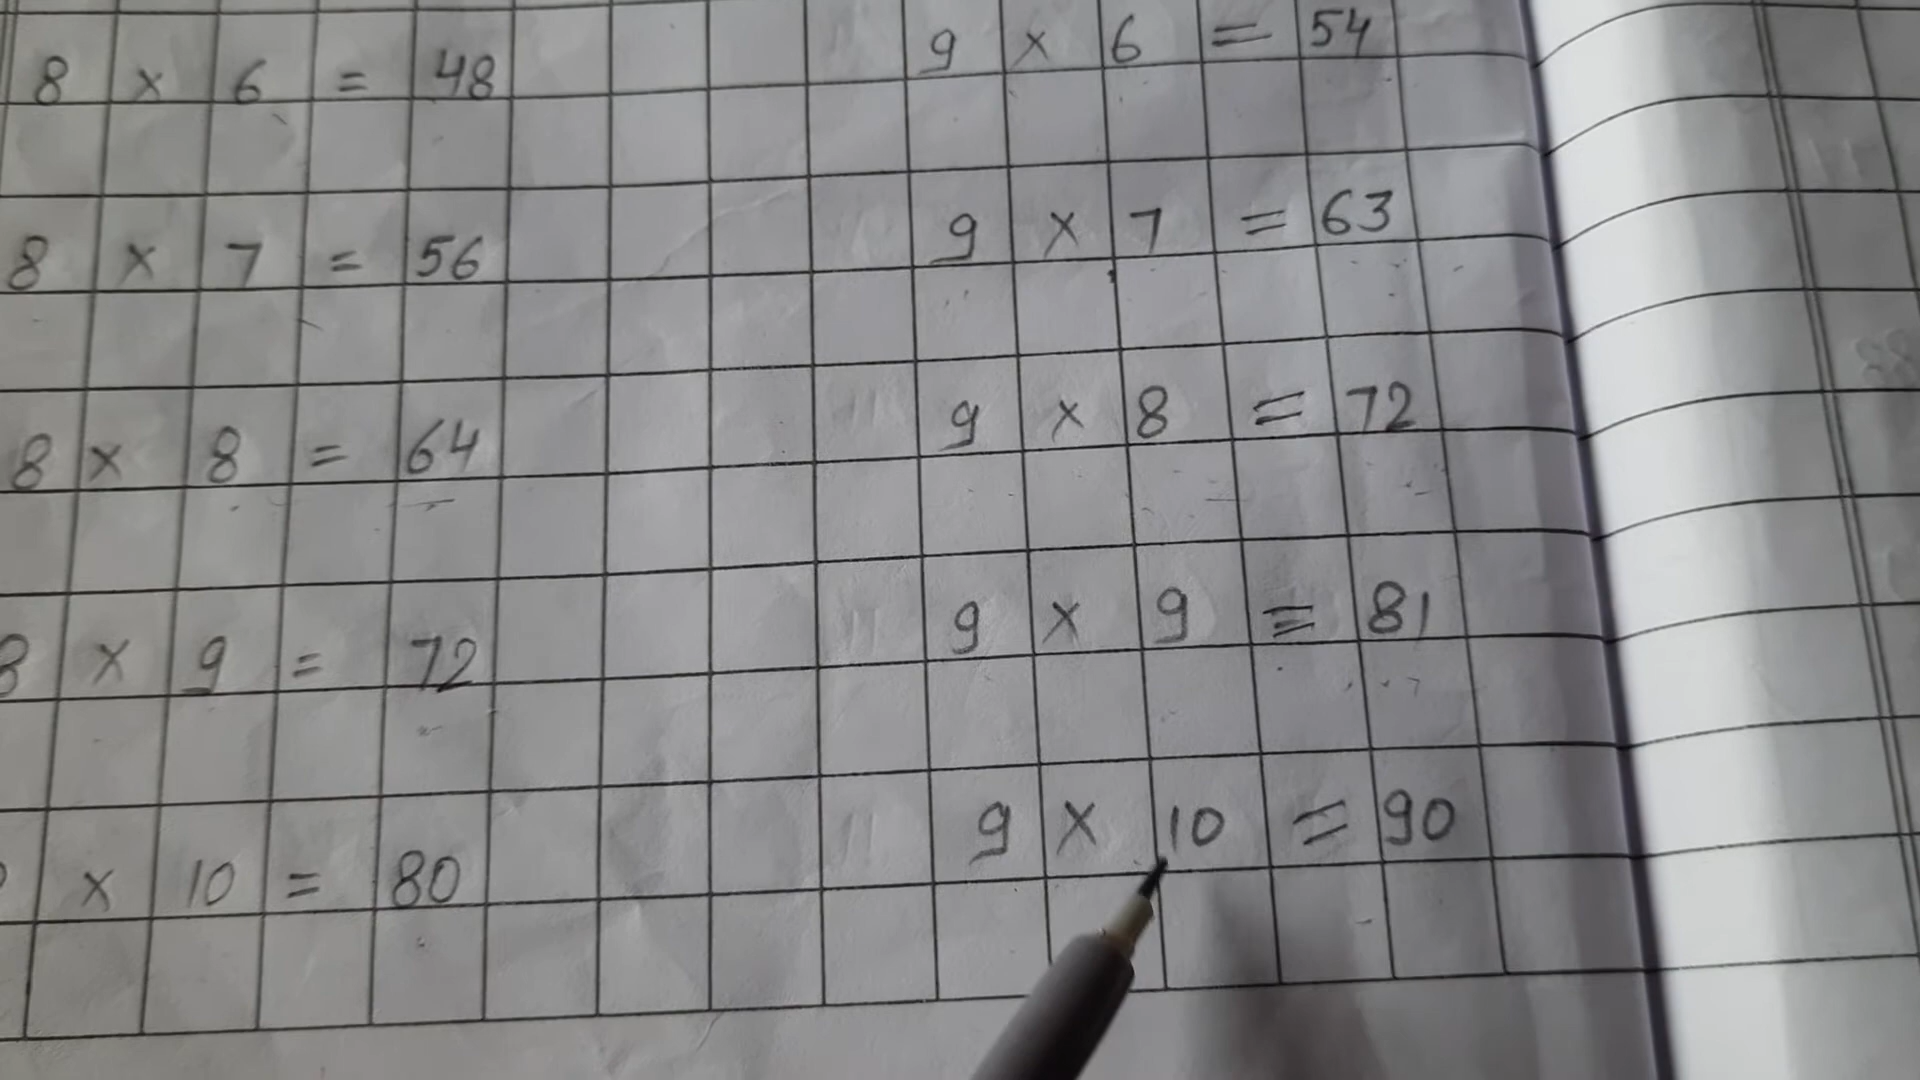 8 × 6 = 48
8 × 7 = 56
8 × 8 = 64
8 × 9 = 72
× 10 = 80
9 × 6 = 54
9 × 7 = 63
9 × 8 = 72
9 × 9 = 81
9 × 10 = 90